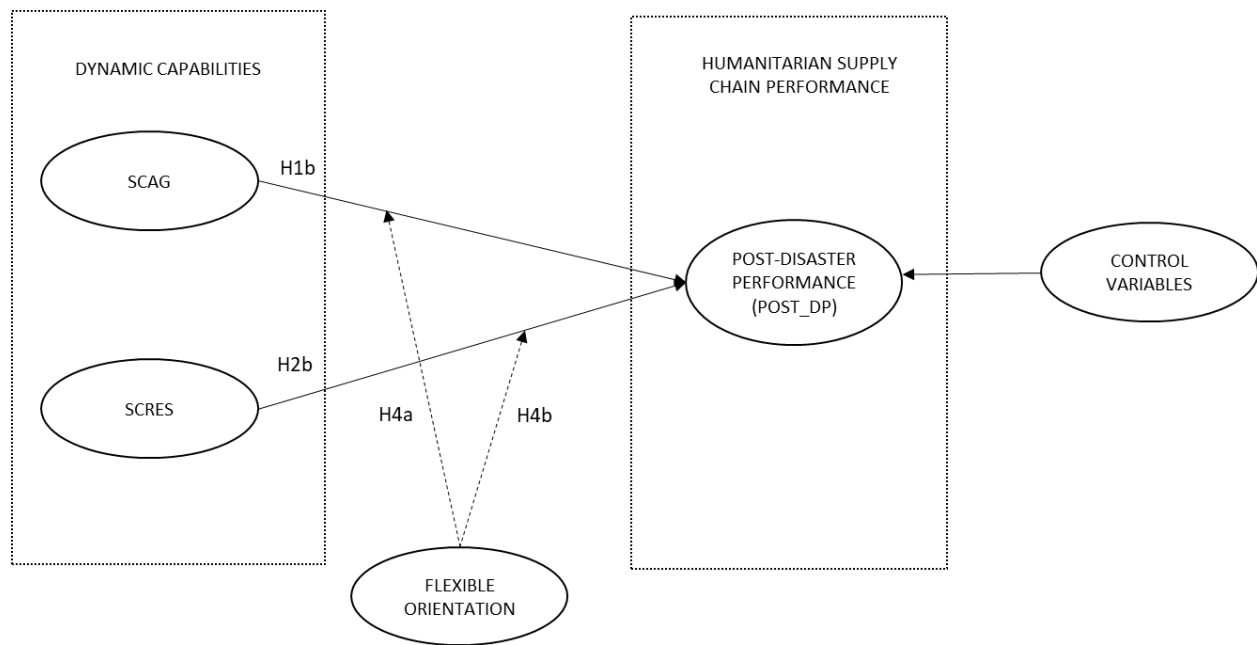 DYNAMIC CAPABILITIES
HUMANITARIAN SUPPLY
CHAIN PERFORMANCE
SCAG
H1b
POST-DISASTER
PERFORMANCE
(POST_DP)
CONTROL
VARIABLES
SCRES
H2b
H4a
H4b
FLEXIBLE
ORIENTATION